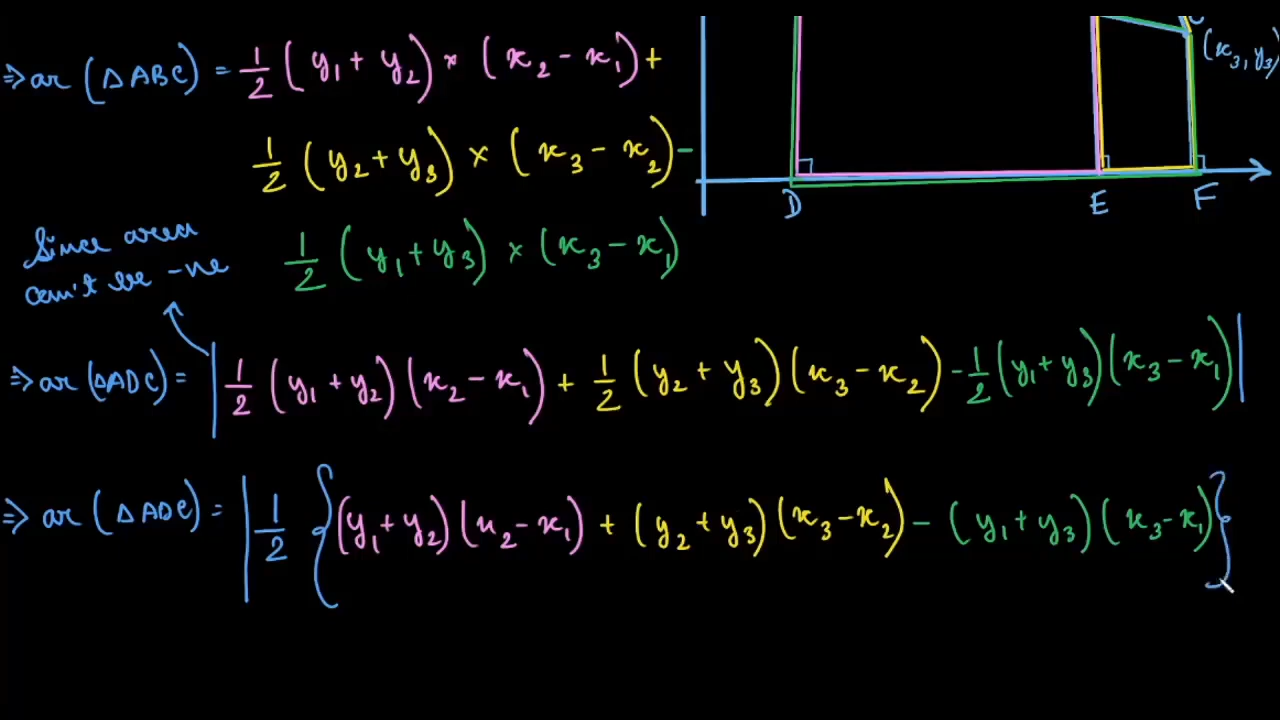 ⇒ ar (△ABC) = 1/2 (y₁ + y₂) × (x₂ − x₁) +
1/2 (y₂ + y₃) × (x₃ − x₂) −
1/2 (y₁ + y₃) × (x₃ − x₁)
(x₃, y₃)
D E F
Since area
can't be -ve
⇒ ar (△ADC) = | 1/2 (y₁ + y₂) (x₂ − x₁) + 1/2 (y₂ + y₃) (x₃ − x₂) − 1/2 (y₁ + y₃) (x₃ − x₁) |
⇒ ar (△ADC) = | 1/2 { (y₁ + y₂) (x₂ − x₁) + (y₂ + y₃) (x₃ − x₂) − (y₁ + y₃) (x₃ − x₁) }